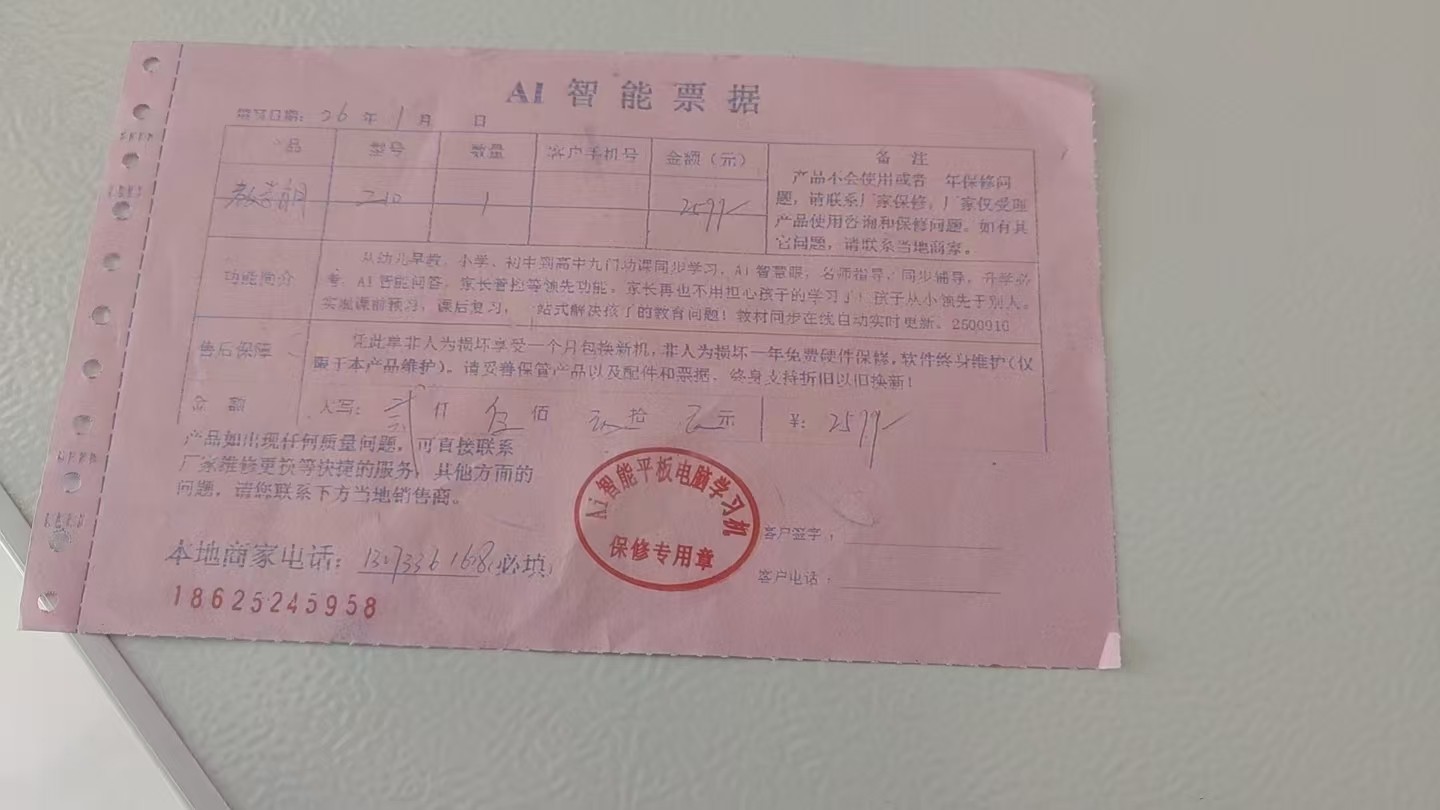 AI 智能票据
填写日期: 26 年 1 月 日
品 型号 数量 客户手机号 金额（元） 备 注
1 2599
产品不会使用或者 年保修问
题，请联系厂家保修，厂家仅受理
产品使用咨询和保修问题。如有其
它问题，请联系当地商家。
功能简介
从幼儿早教、小学、初中到高中九门功课同步学习，AI 智慧眼，名师指导、同步辅导，升学必
考、AI 智能问答，家长管控等领先功能，家长再也不用担心孩子的学习了！孩子从小领先于别人。
实现课前预习，课后复习， 站式解决孩子的教育问题！教材同步在线自动实时更新。2500910
售后保障
凭此单非人为损坏享受一个月包换新机，非人为损坏一年免费硬件保修，软件终身维护（仅
限于本产品维护）。请妥善保管产品以及配件和票据，终身支持折旧以旧换新！
金 额 大写： 仟 伍 佰 拾 元 ¥: 2599
产品如出现任何质量问题，可直接联系
厂家维修更换等快捷的服务，其他方面的
问题，请您联系下方当地销售商。
Ai智能平板电脑学习机
保修专用章
客户签字：
客户电话：
本地商家电话： (必填)
18625245958